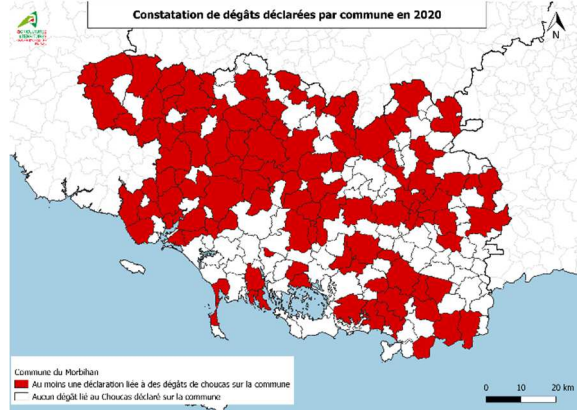 Constatation de dégâts déclarées par commune en 2020
N
Commune du Morbihan
Au moins une déclaration liée à des dégâts de choucas sur la commune
Aucun dégât lié au Choucas déclaré sur la commune
0 10 20 km